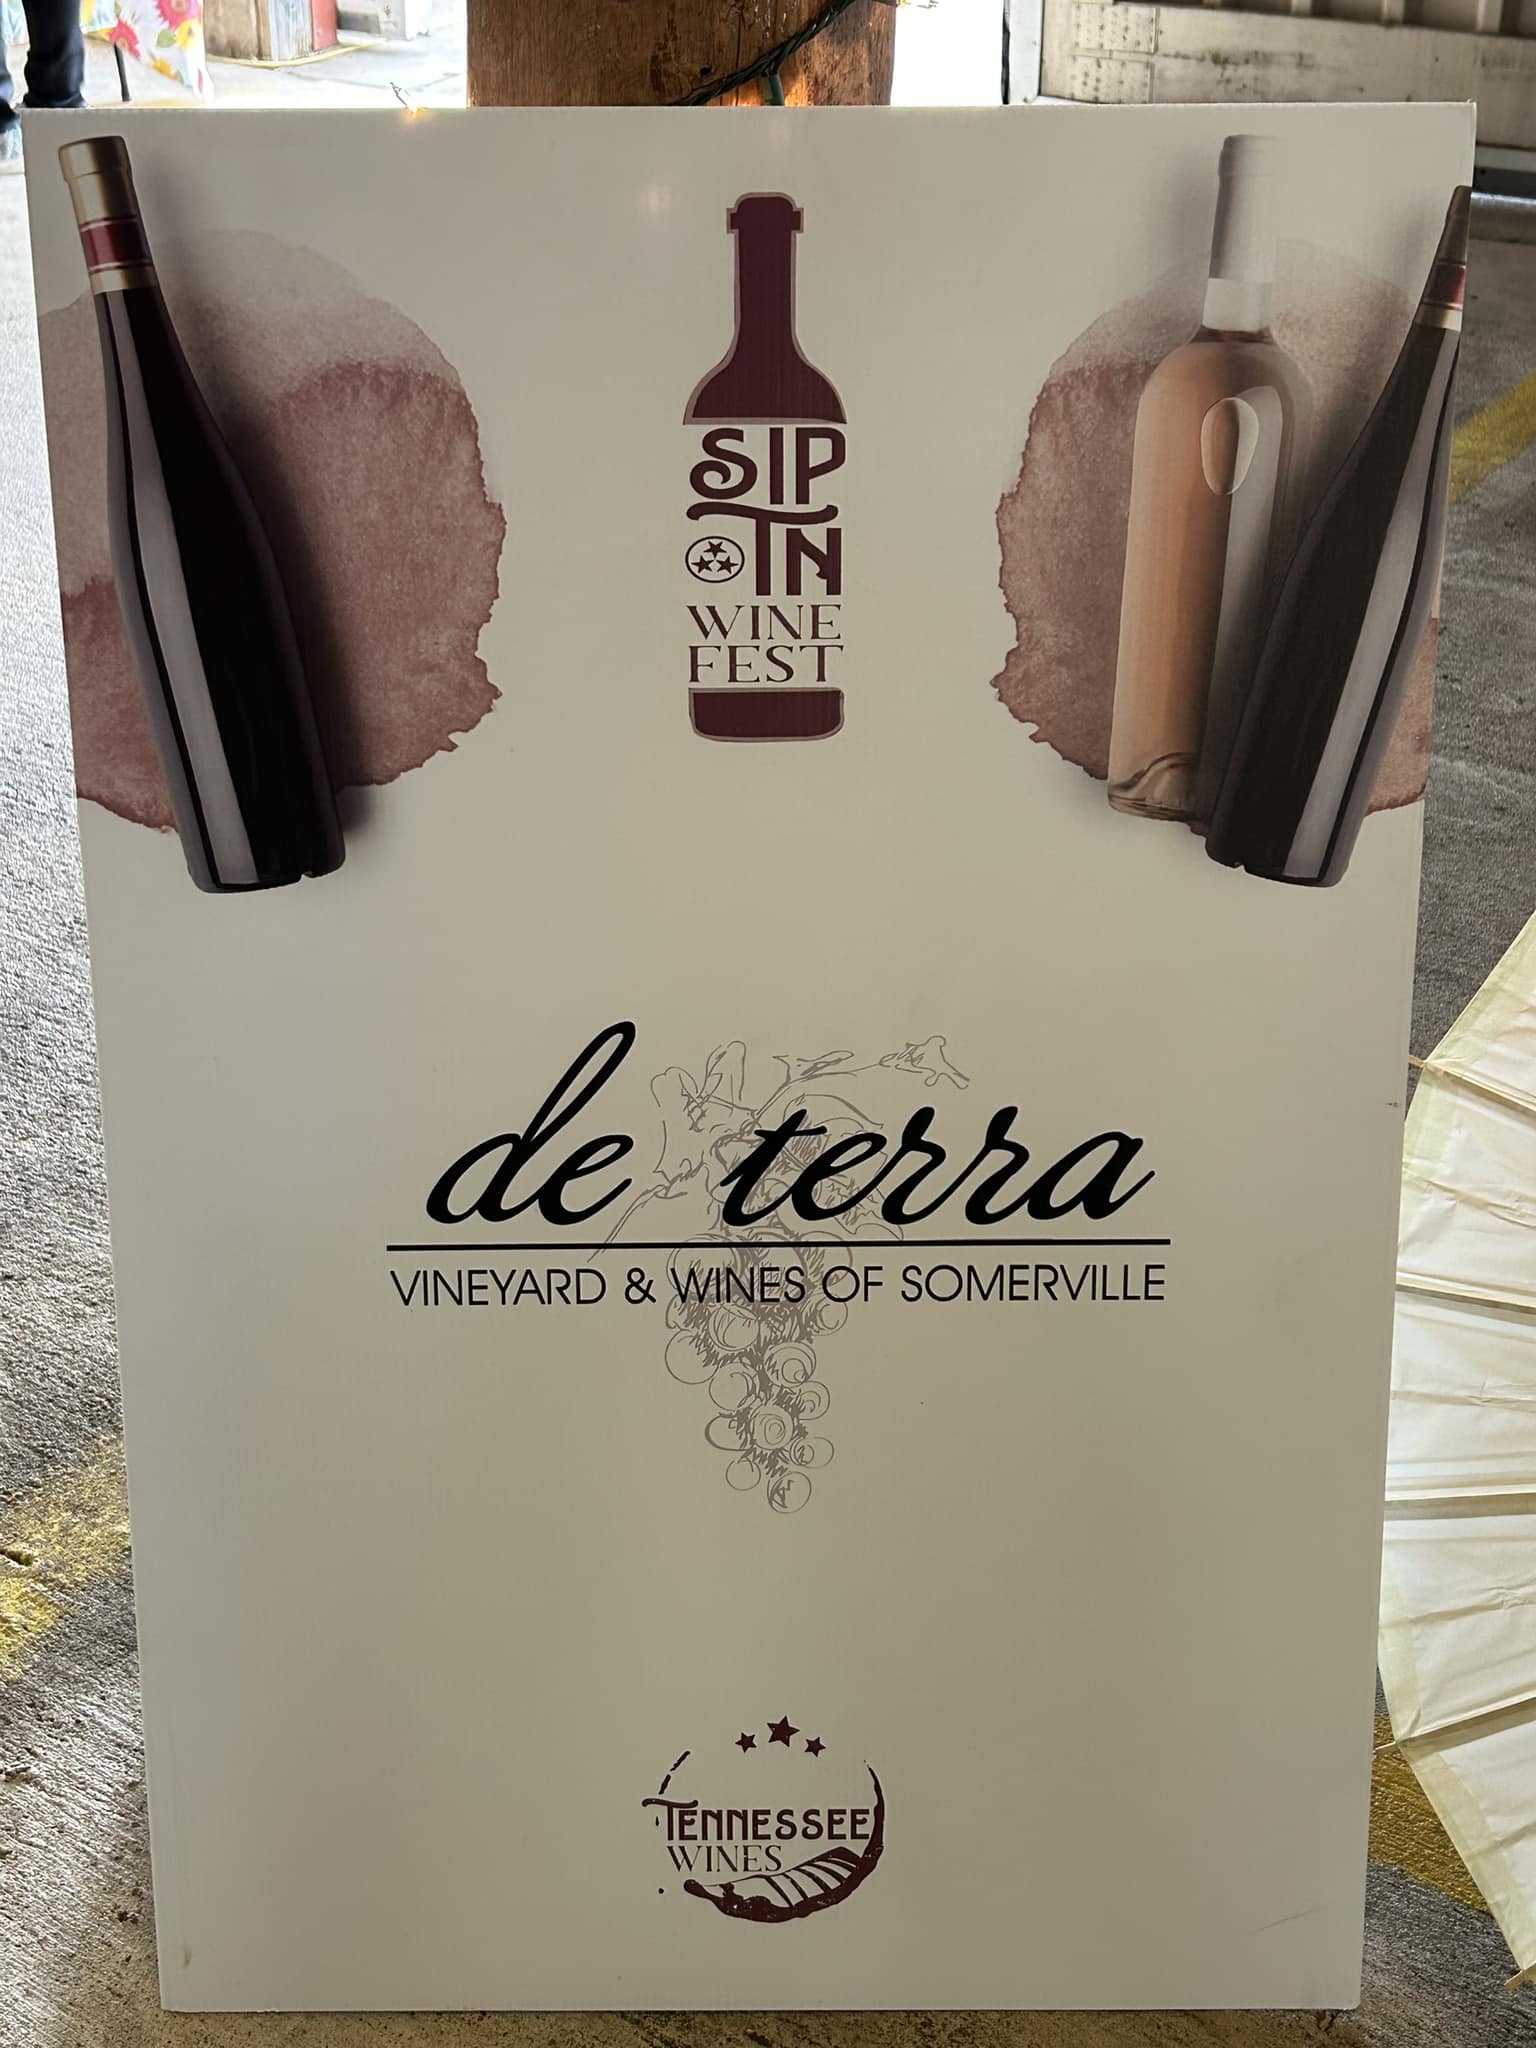 SIP
TN
WINE
FEST
de terra
VINEYARD & WINES OF SOMERVILLE
TENNESSEE
WINES